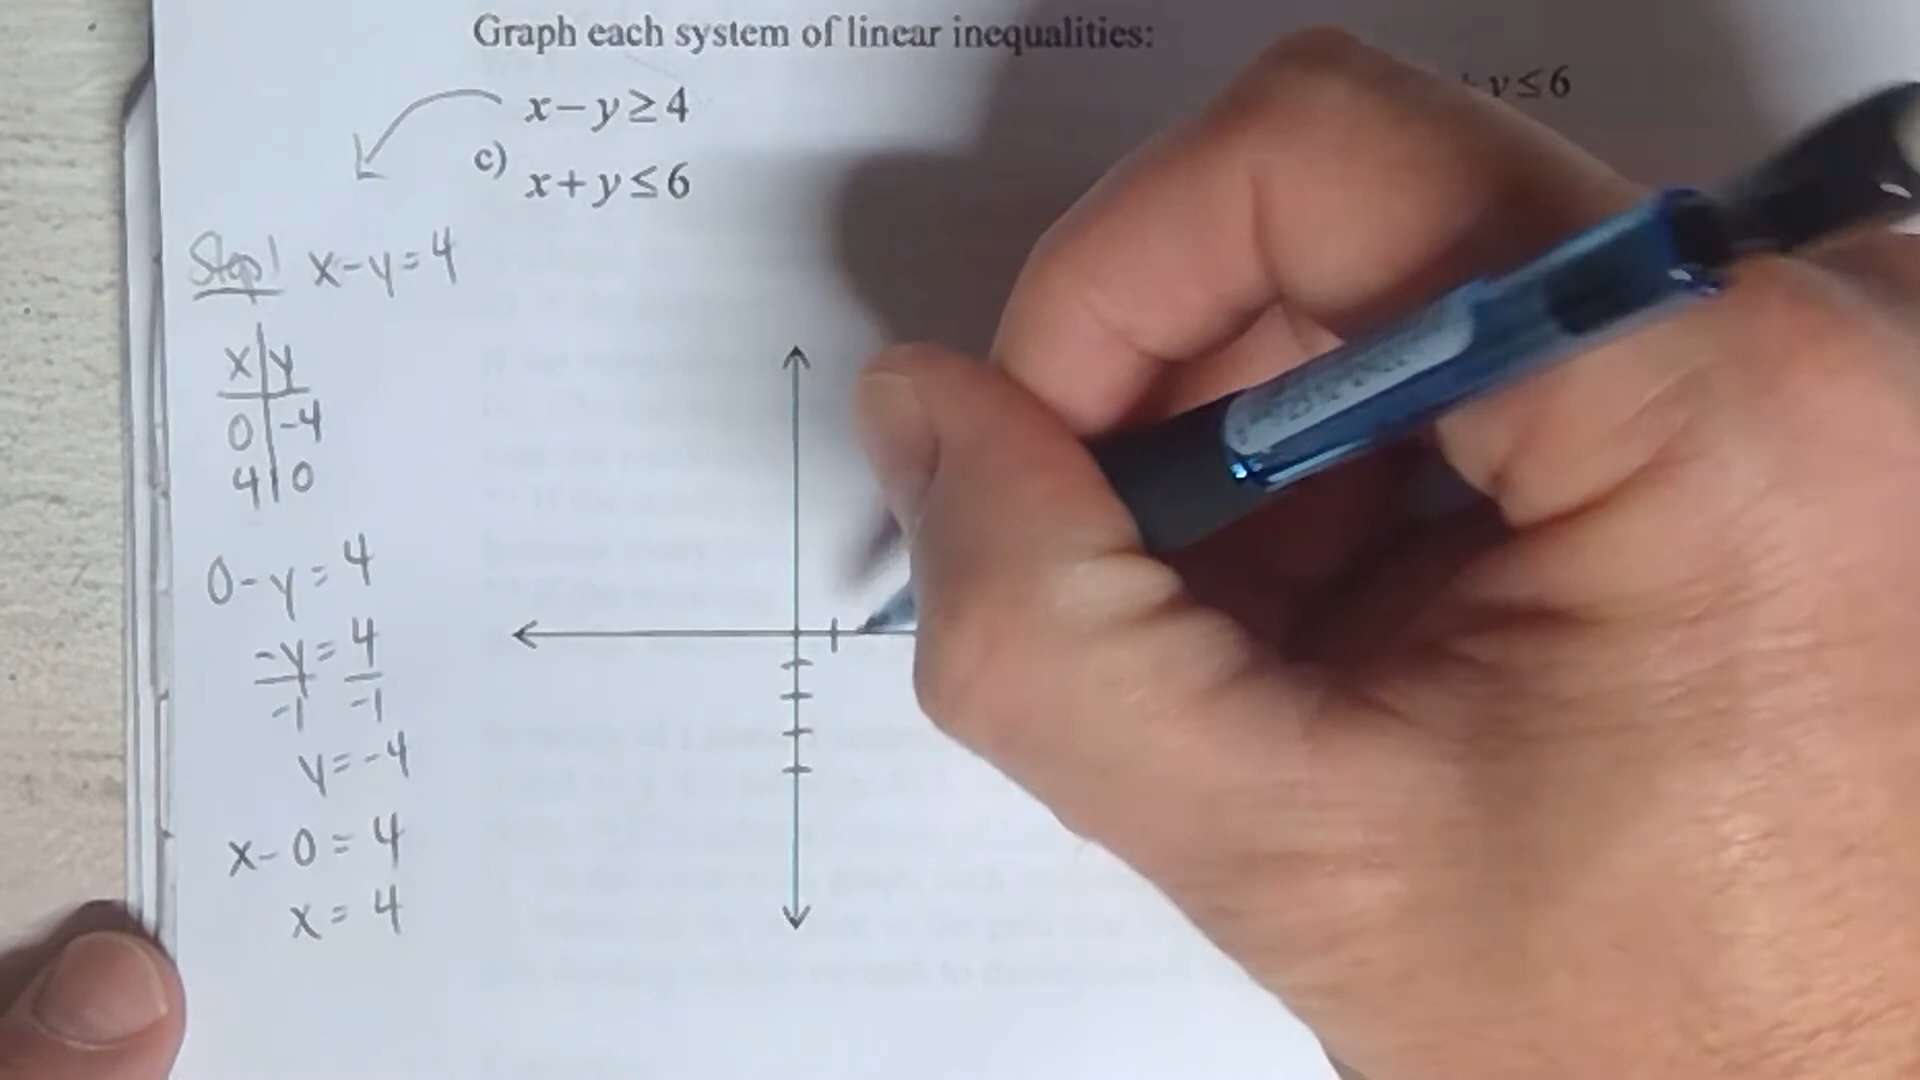 Graph each system of linear inequalities:
x-y≥4
y≤6
c)
x+y≤6
Step 1 x-y=4
x|y
0|-4
4|0
0-y=4
-y=4
-1 -1
y=-4
x-0=4
x=4